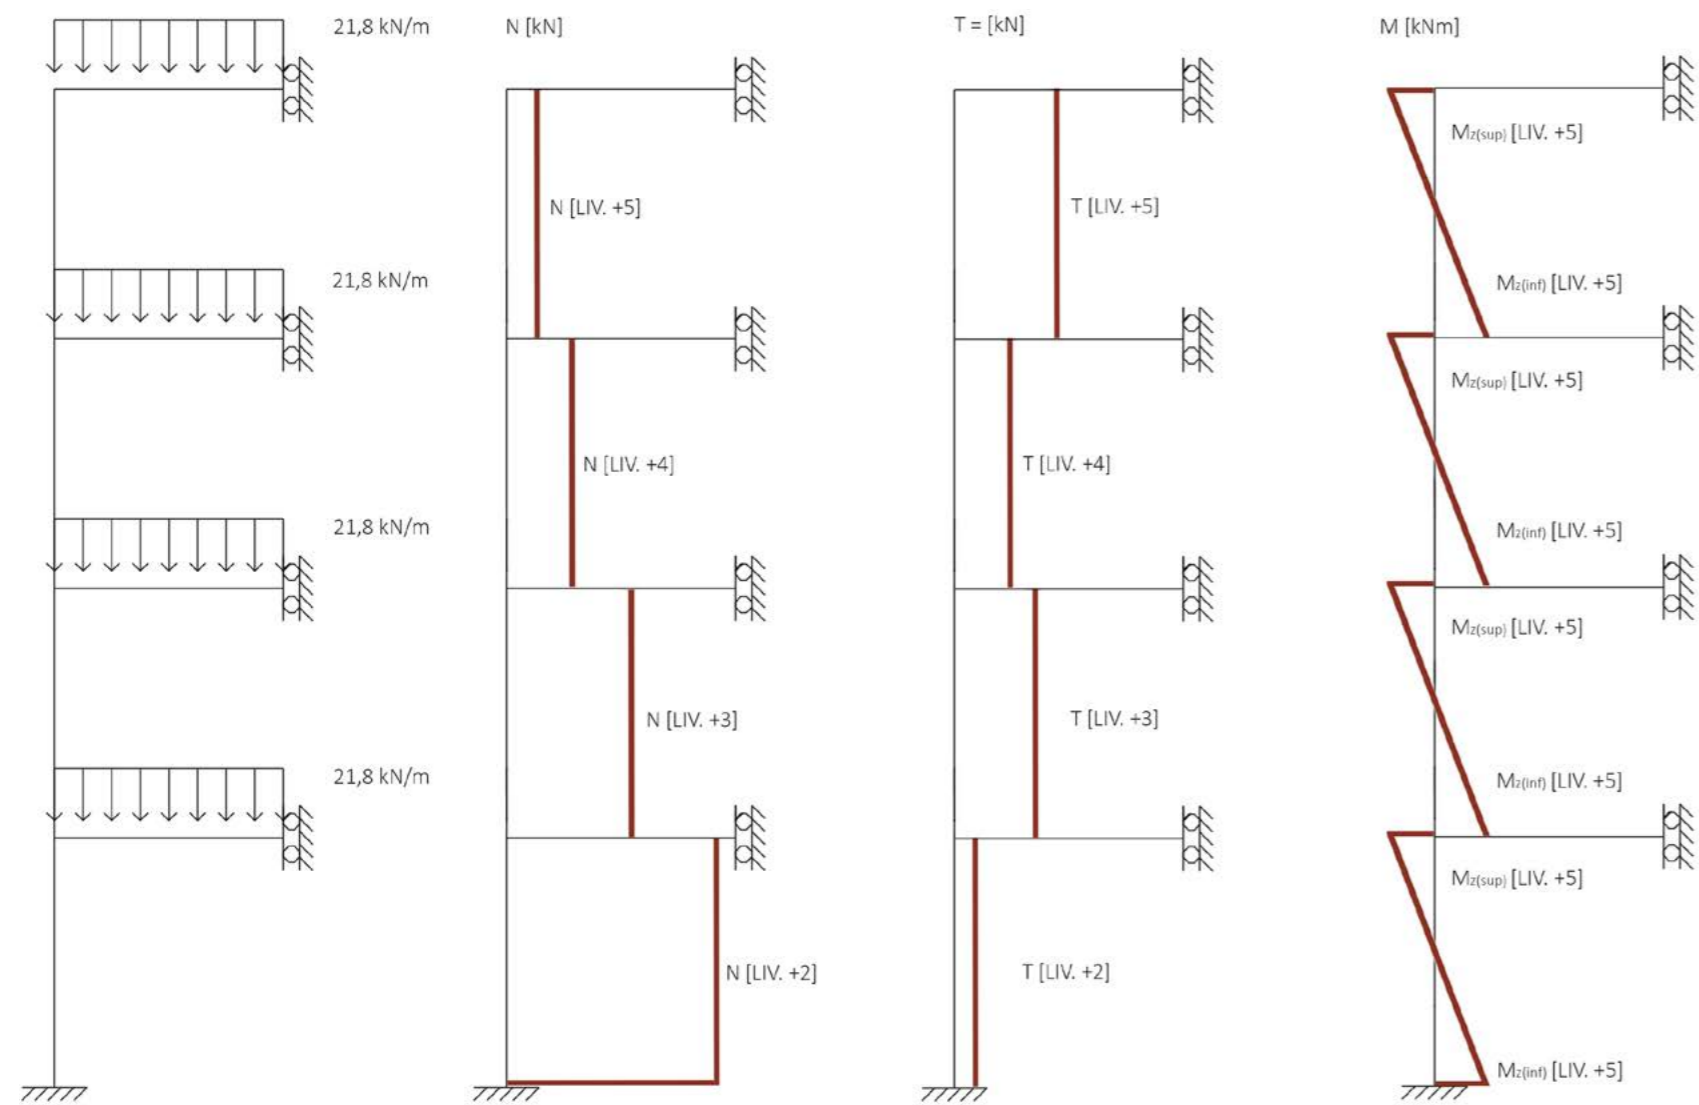 21,8 kN/m
N [kN]
T = [kN]
M [kNm]
Mz(sup) [LIV. +5]
N [LIV. +5]
T [LIV. +5]
21,8 kN/m
Mz(inf) [LIV. +5]
Mz(sup) [LIV. +5]
N [LIV. +4]
T [LIV. +4]
21,8 kN/m
Mz(inf) [LIV. +5]
Mz(sup) [LIV. +5]
N [LIV. +3]
T [LIV. +3]
21,8 kN/m
Mz(inf) [LIV. +5]
Mz(sup) [LIV. +5]
N [LIV. +2]
T [LIV. +2]
Mz(inf) [LIV. +5]